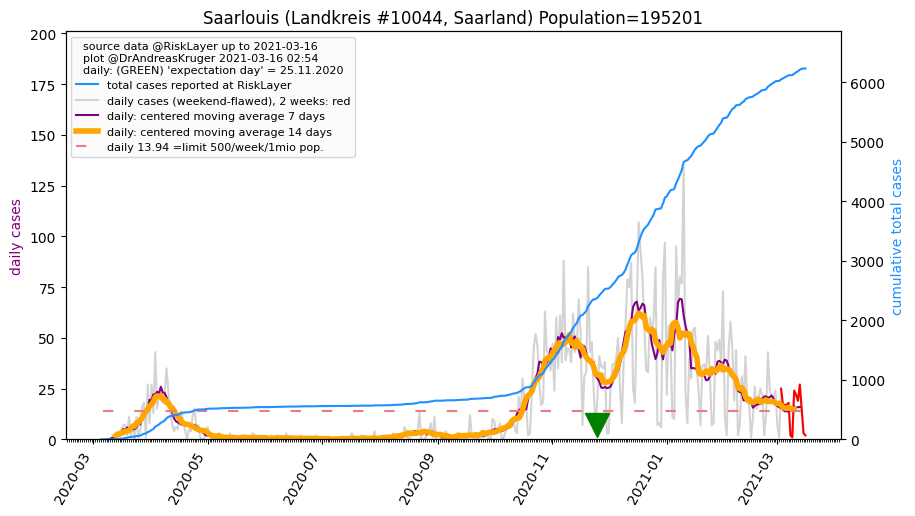 Saarlouis (Landkreis #10044, Saarland) Population=195201
source data @RiskLayer up to 2021-03-16
plot @DrAndreasKruger 2021-03-16 02:54
daily: (GREEN) 'expectation day' = 25.11.2020
total cases reported at RiskLayer
daily cases (weekend-flawed), 2 weeks: red
daily: centered moving average 7 days
daily: centered moving average 14 days
daily 13.94 =limit 500/week/1mio pop.
daily cases
200
175
150
125
100
75
50
25
0
cumulative total cases
6000
5000
4000
3000
2000
1000
0
2020-03
2020-05
2020-07
2020-09
2020-11
2021-01
2021-03